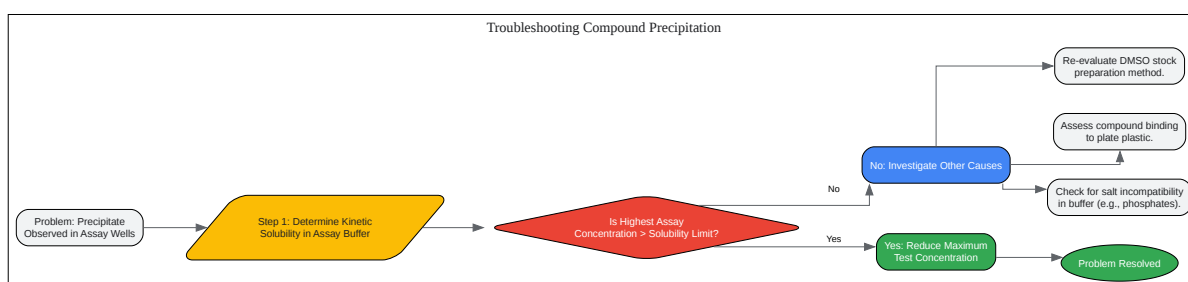 Troubleshooting Compound Precipitation
Problem: Precipitate
Observed in Assay Wells
Step 1: Determine Kinetic
Solubility in Assay Buffer
Is Highest Assay
Concentration > Solubility Limit?
No
No: Investigate Other Causes
Re-evaluate DMSO stock
preparation method.
Assess compound binding
to plate plastic.
Check for salt incompatibility
in buffer (e.g., phosphates).
Yes
Yes: Reduce Maximum
Test Concentration
Problem Resolved